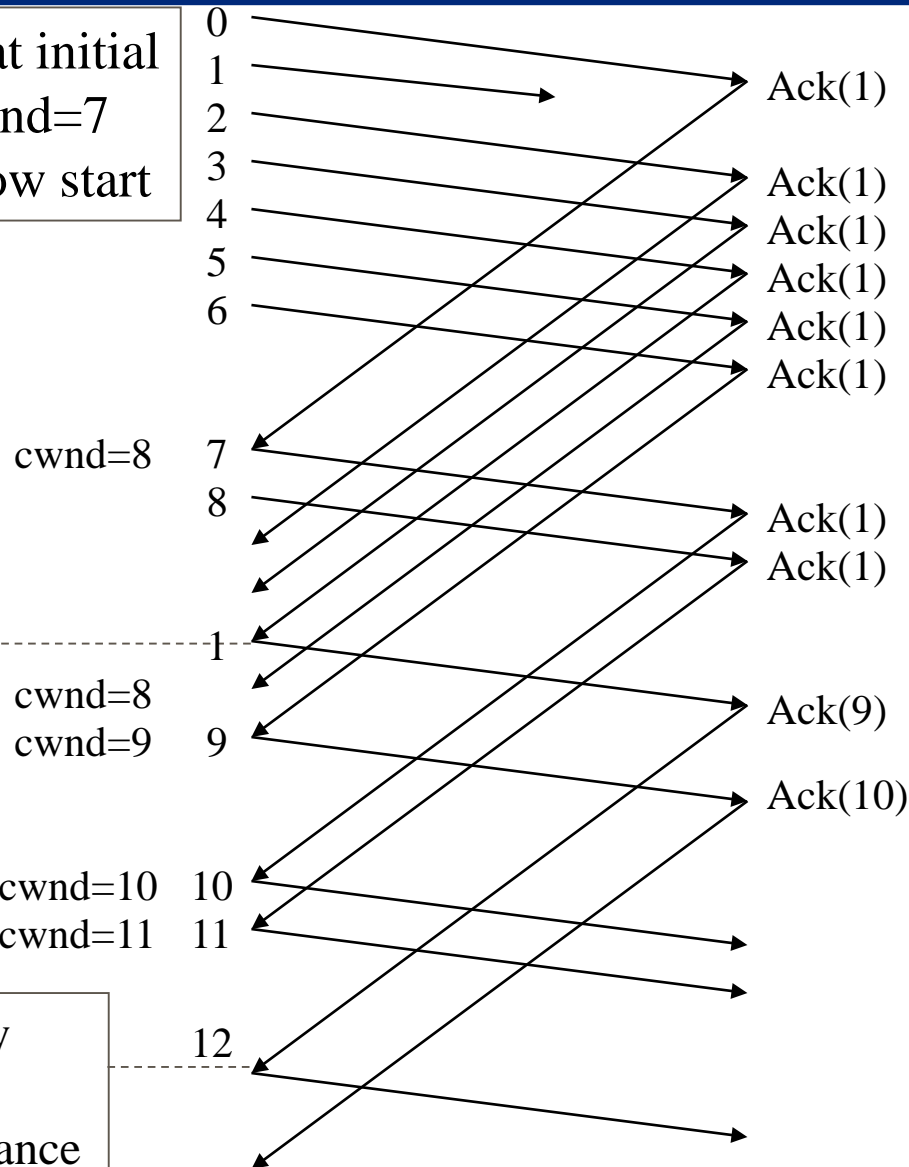 at initial
nd=7
ow start
0
1
2
3
4
5
6
Ack(1)
Ack(1)
Ack(1)
Ack(1)
Ack(1)
Ack(1)
cwnd=8 7
8
Ack(1)
Ack(1)
1
cwnd=8
cwnd=9 9
Ack(9)
Ack(10)
cwnd=10 10
cwnd=11 11
12
y
ance